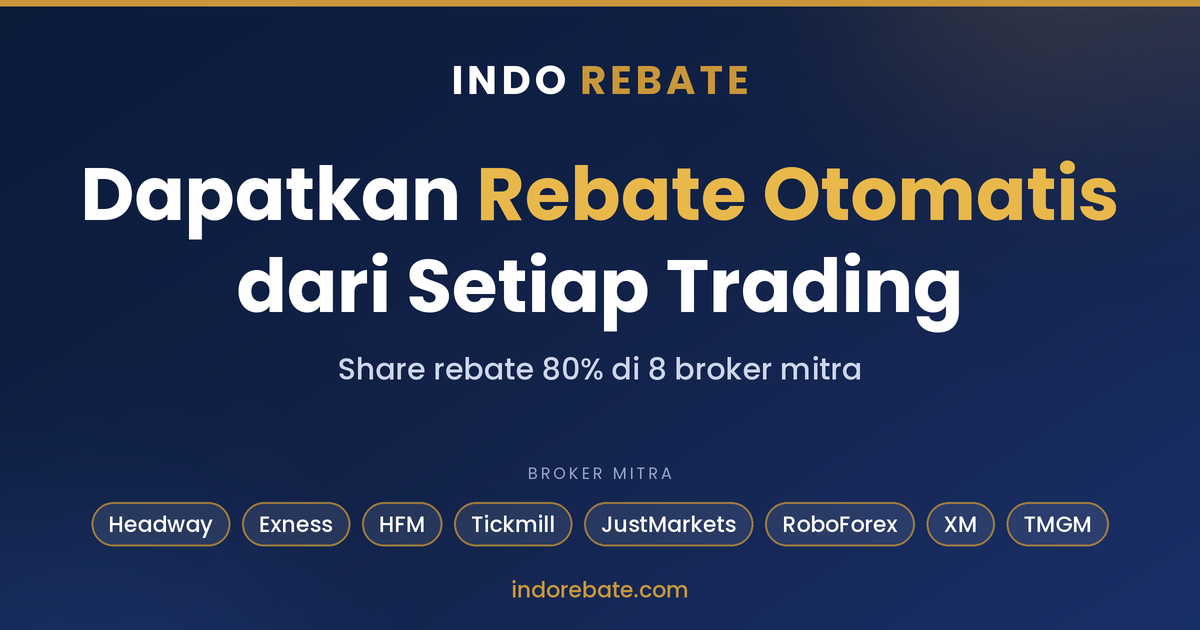 INDO REBATE
Dapatkan Rebate Otomatis
dari Setiap Trading
Share rebate 80% di 8 broker mitra
BROKER MITRA
Headway Exness HFM Tickmill JustMarkets RoboForex XM TMGM
indorebate.com